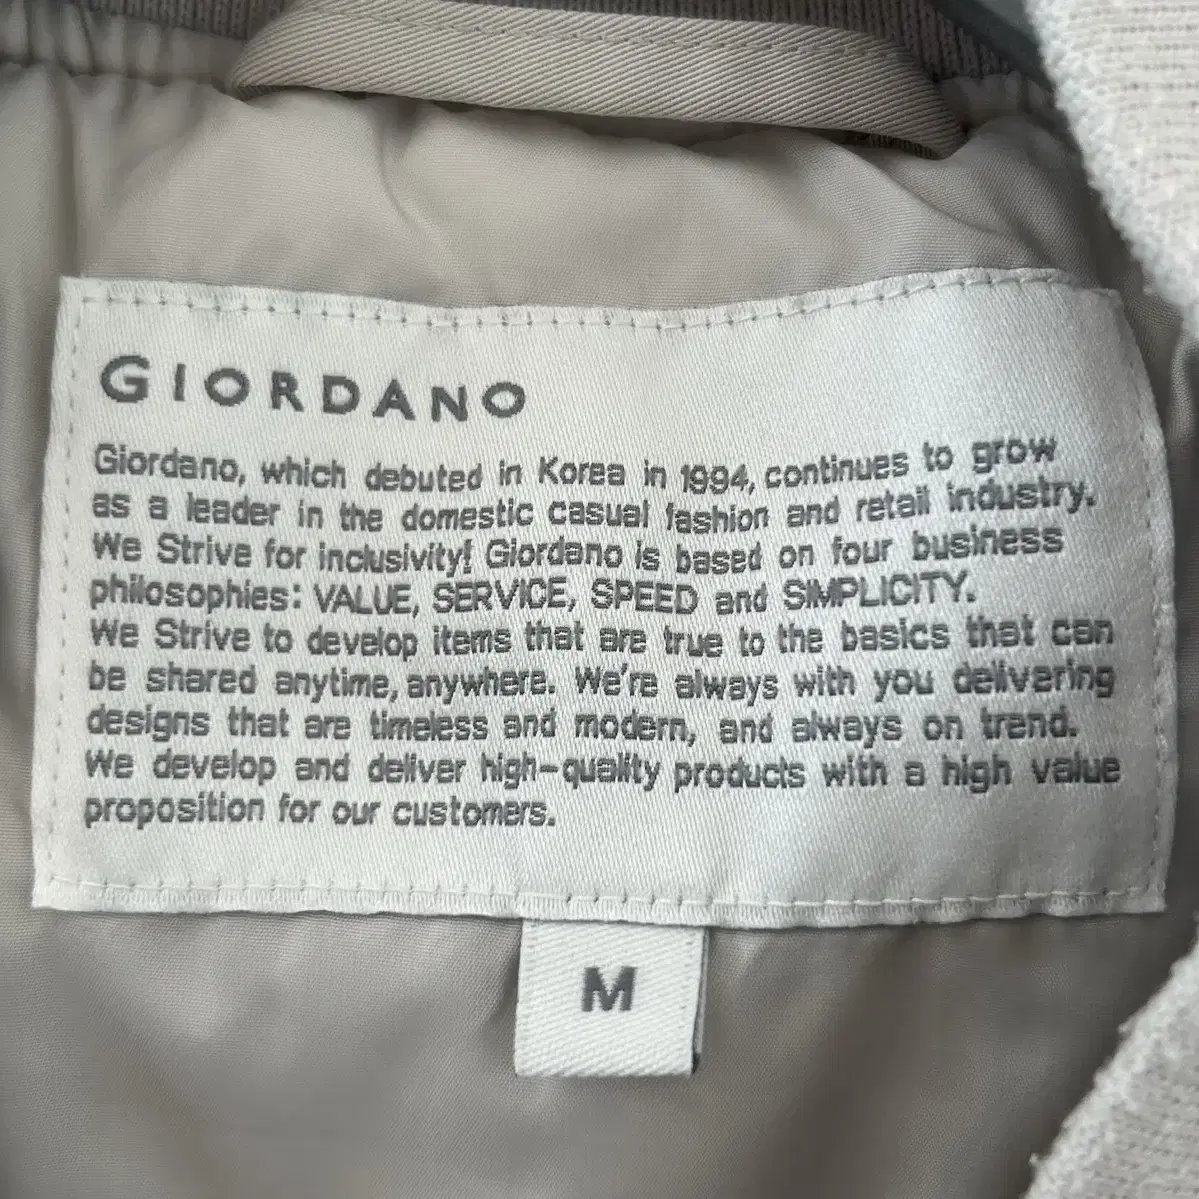 GIORDANO
Giordano, which debuted in Korea in 1994, continues to grow
as a leader in the domestic casual fashion and retail industry.
We Strive for inclusivity! Giordano is based on four business
philosophies: VALUE, SERVICE, SPEED and SIMPLICITY.
We Strive to develop items that are true to the basics that can
be shared anytime, anywhere. We're always with you delivering
designs that are timeless and modern, and always on trend.
We develop and deliver high-quality products with a high value
proposition for our customers.
M